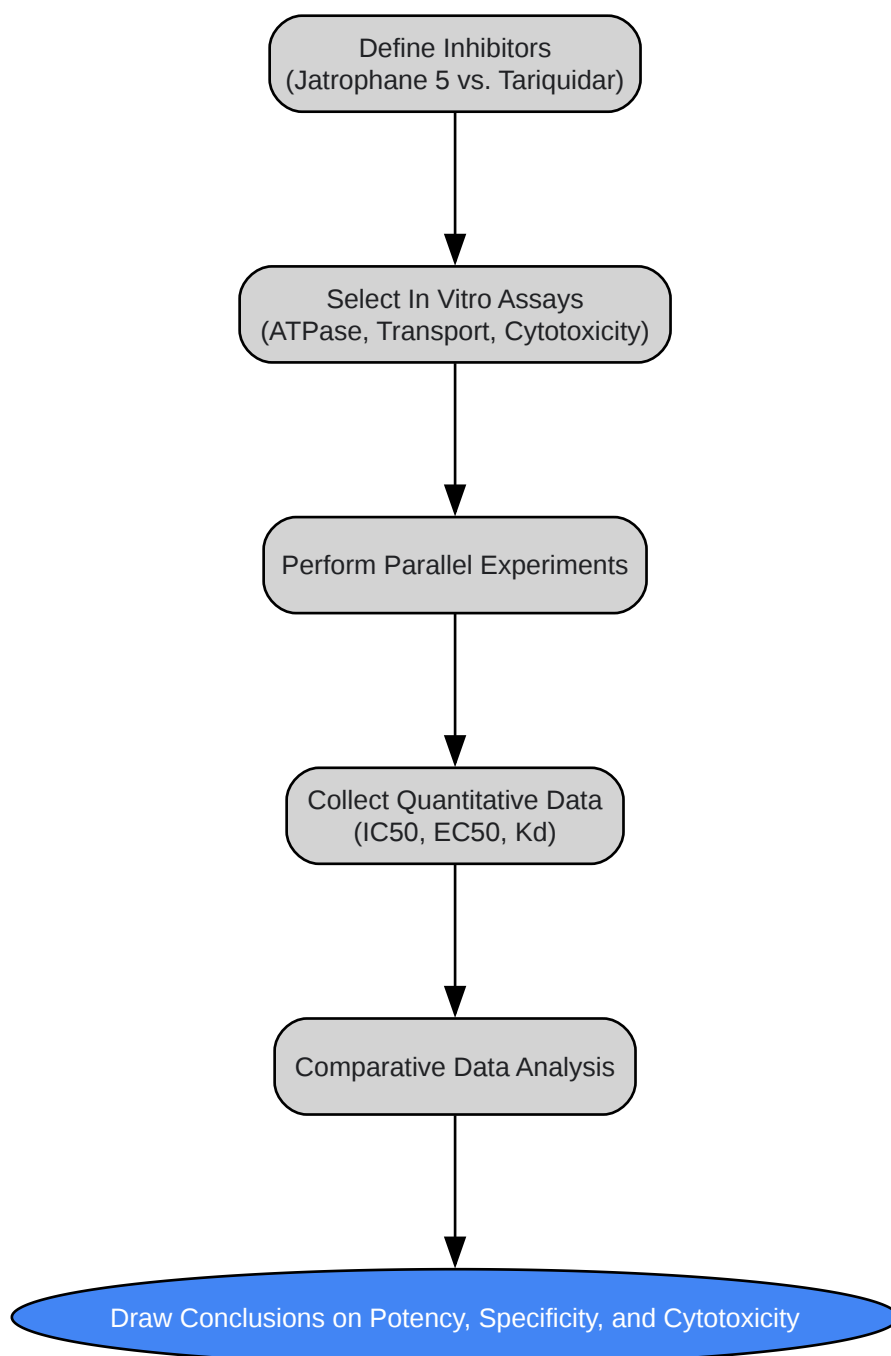 Define Inhibitors
(Jatrophane 5 vs. Tariquidar)
Select In Vitro Assays
(ATPase, Transport, Cytotoxicity)
Perform Parallel Experiments
Collect Quantitative Data
(IC50, EC50, Kd)
Comparative Data Analysis
Draw Conclusions on Potency, Specificity, and Cytotoxicity